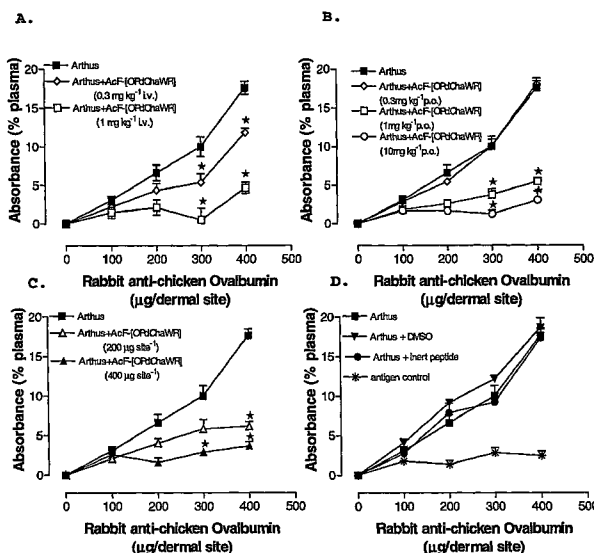 A.
Arthus
Arthus+AcF-[OPdChaWR]
(0.3 mg kg⁻¹ i.v.)
Arthus+AcF-[OPdChaWR]
(1 mg kg⁻¹ i.v.)
Absorbance (% plasma)
20
15
10
5
0
0 100 200 300 400 500
Rabbit anti-chicken Ovalbumin
(µg/dermal site)
B.
Arthus
Arthus+AcF-[OPdChaWR]
(0.3mg kg⁻¹ p.o.)
Arthus+AcF-[OPdChaWR]
(1mg kg⁻¹ p.o.)
Arthus+AcF-[OPdChaWR]
(10mg kg⁻¹ p.o.)
Absorbance (% plasma)
20
15
10
5
0
0 100 200 300 400 500
Rabbit anti-chicken Ovalbumin
(µg/dermal site)
C.
Arthus
Arthus+AcF-[OPdChaWR]
(200 µg site⁻¹)
Arthus+AcF-[OPdChaWR]
(400 µg site⁻¹)
Absorbance (% plasma)
20
15
10
5
0
0 100 200 300 400 500
Rabbit anti-chicken Ovalbumin
(µg/dermal site)
D.
Arthus
Arthus + DMSO
Arthus + Inert peptide
antigen control
Absorbance (% plasma)
20
15
10
5
0
0 100 200 300 400 500
Rabbit anti-chicken Ovalbumin
(µg/dermal site)